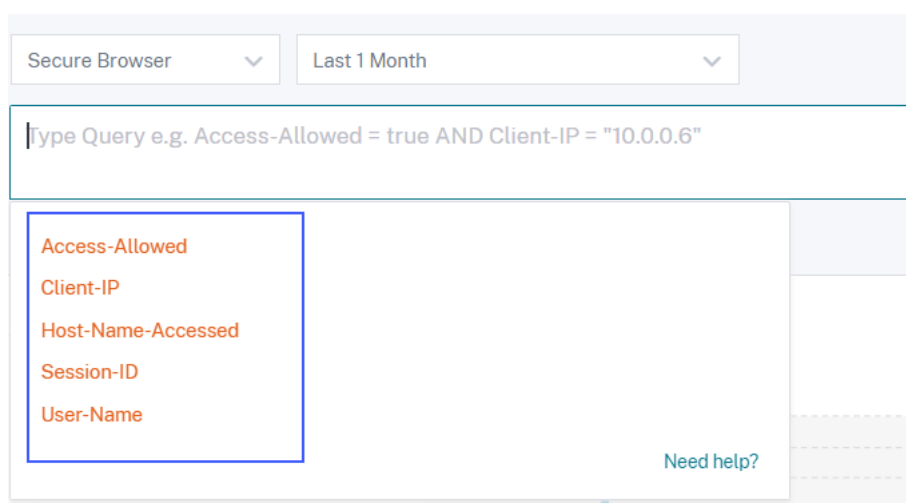 Secure Browser
Last 1 Month
Type Query e.g. Access-Allowed = true AND Client-IP = "10.0.0.6"
Access-Allowed
Client-IP
Host-Name-Accessed
Session-ID
User-Name
Need help?